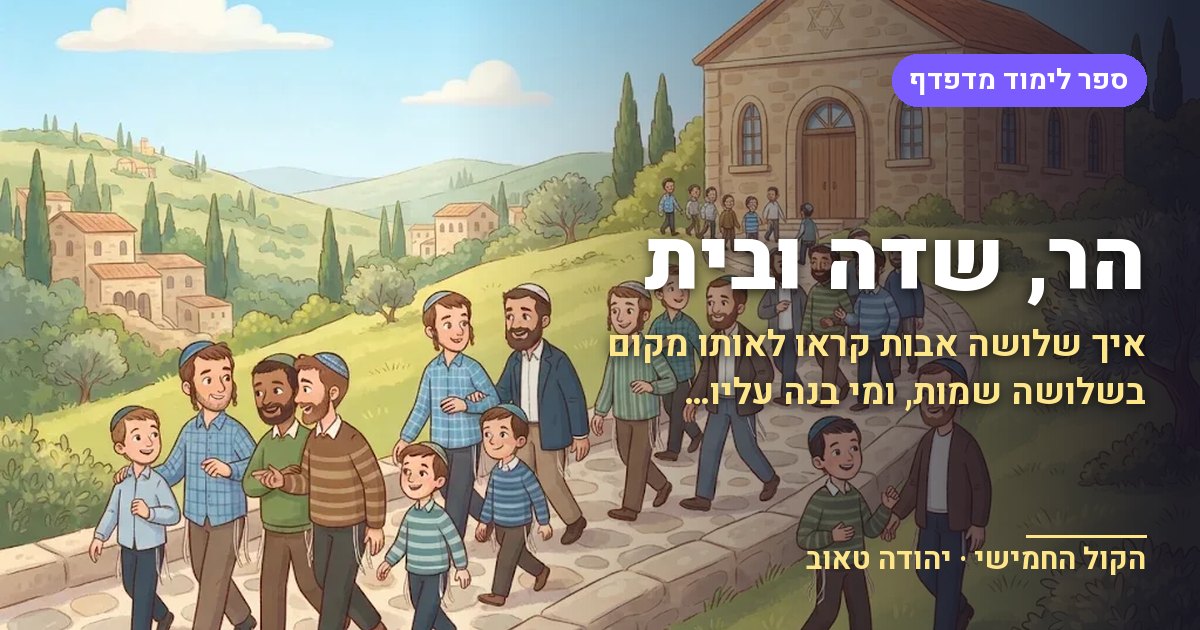 ספר לימוד מדפדף
הר, שדה ובית
איך שלושה אבות קראו לאותו מקום
בשלושה שמות, ומי בנה עליו...
הקול החמישי · יהודה טאוב